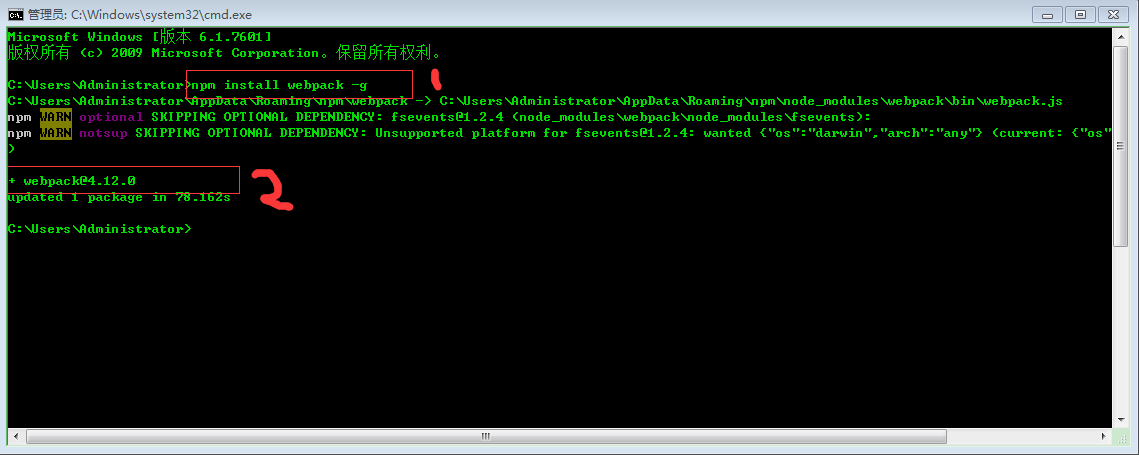 管理员: C:\Windows\system32\cmd.exe
Microsoft Windows [版本 6.1.7601]
版权所有 (c) 2009 Microsoft Corporation。保留所有权利。
C:\Users\Administrator>npm install webpack -g
1
C:\Users\Administrator\AppData\Roaming\npm\webpack -> C:\Users\Administrator\AppData\Roaming\npm\node_modules\webpack\bin\webpack.js
npm WARN optional SKIPPING OPTIONAL DEPENDENCY: fsevents@1.2.4 (node_modules\webpack\node_modules\fsevents):
npm WARN notsup SKIPPING OPTIONAL DEPENDENCY: Unsupported platform for fsevents@1.2.4: wanted {"os":"darwin","arch":"any"} (current: {"os"
)
+ webpack@4.12.0
2
updated 1 package in 78.162s
C:\Users\Administrator>